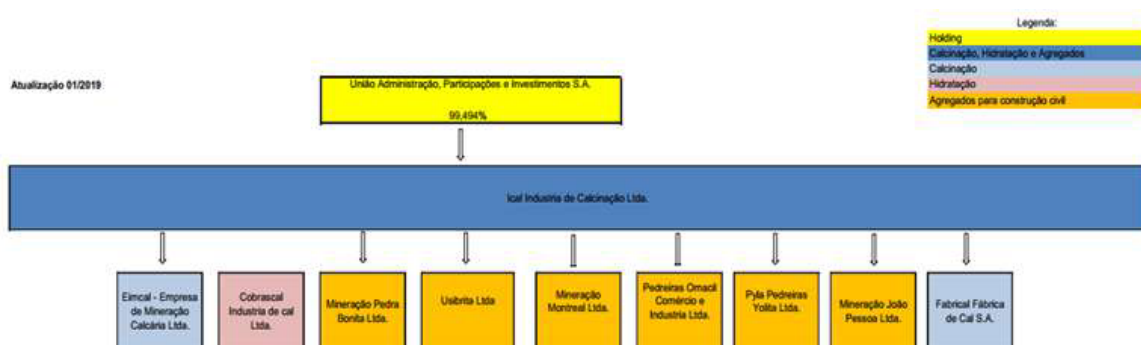 Legenda:
Holding
Calcinação, Hidratação e Agregados
Calcinação
Hidratação
Agregados para construção civil
Atualização 01/2019
União Administração, Participações e Investimentos S.A.
99,494%
Ical Industria de Calcinação Ltda.
Eimcal - Empresa
de Mineração
Calcária Ltda.
Cobrascal
Industria de cal
Ltda.
Mineração Pedra
Bonita Ltda.
Usibrita Ltda
Mineração
Montreal Ltda.
Pedreiras Omacil
Comércio e
Industria Ltda.
Pyla Pedreiras
Yolita Ltda.
Mineração João
Pessoa Ltda.
Fabrical Fábrica
de Cal S.A.